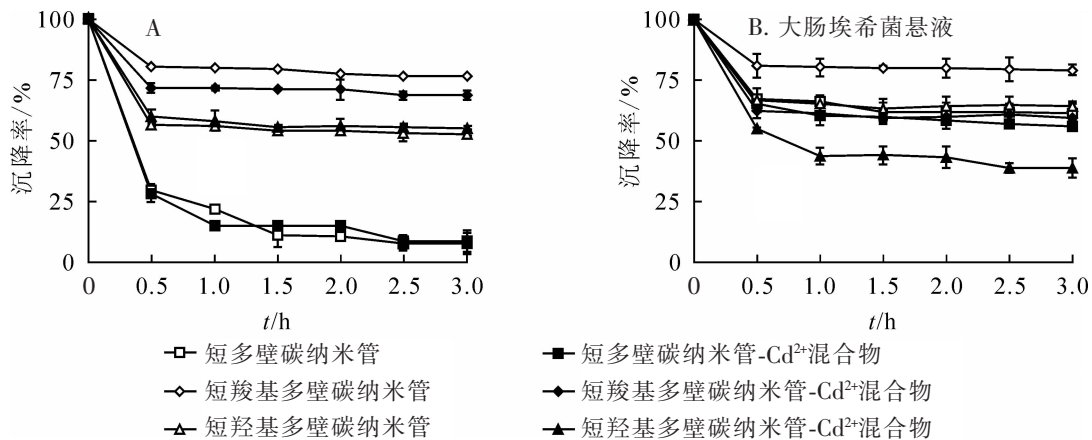 A
B. 大肠埃希菌悬液
沉降率/%
100
75
50
25
0
0 0.5 1.0 1.5 2.0 2.5 3.0
t/h
沉降率/%
100
75
50
25
0
0 0.5 1.0 1.5 2.0 2.5 3.0
t/h
短多壁碳纳米管
短羧基多壁碳纳米管
短羟基多壁碳纳米管
短多壁碳纳米管-Cd²⁺混合物
短羧基多壁碳纳米管-Cd²⁺混合物
短羟基多壁碳纳米管-Cd²⁺混合物